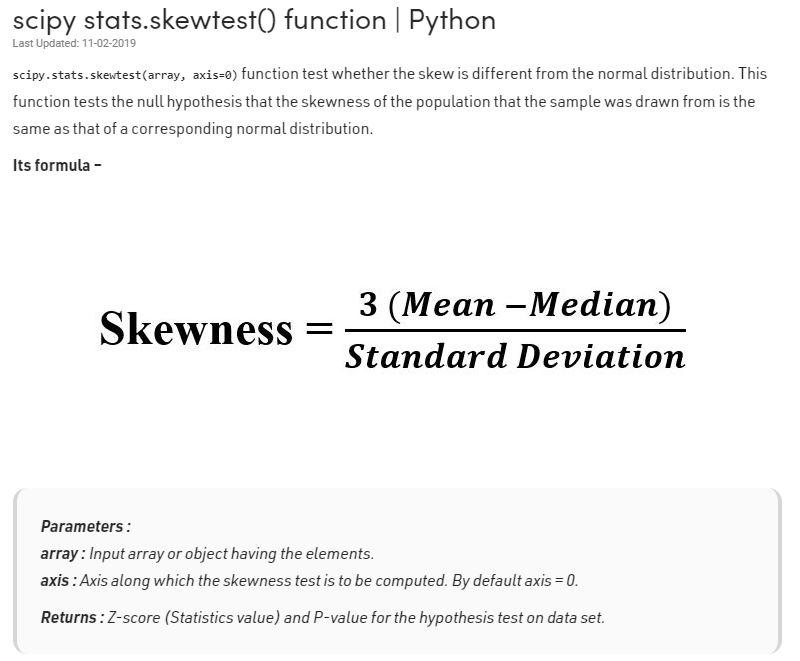 scipy stats.skewtest() function | Python
Last Updated: 11-02-2019
scipy.stats.skewtest(array, axis=0) function test whether the skew is different from the normal distribution. This
function tests the null hypothesis that the skewness of the population that the sample was drawn from is the
same as that of a corresponding normal distribution.
Its formula –
Skewness = 3 (Mean – Median)
Standard Deviation
Parameters :
array : Input array or object having the elements.
axis : Axis along which the skewness test is to be computed. By default axis = 0.
Returns : Z-score (Statistics value) and P-value for the hypothesis test on data set.